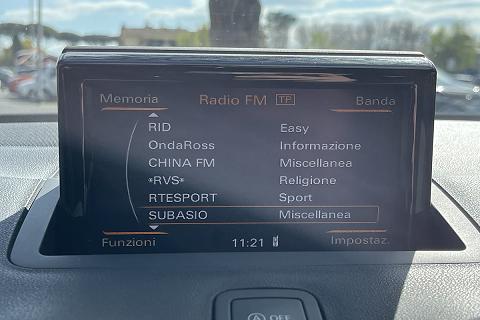 Memoria Radio FM TP Banda
RID Easy
OndaRoss Informazione
CHINA FM Miscellanea
*RVS* Religione
RTESPORT Sport
SUBASIO Miscellanea
Funzioni 11:21 Impostaz.
OFF